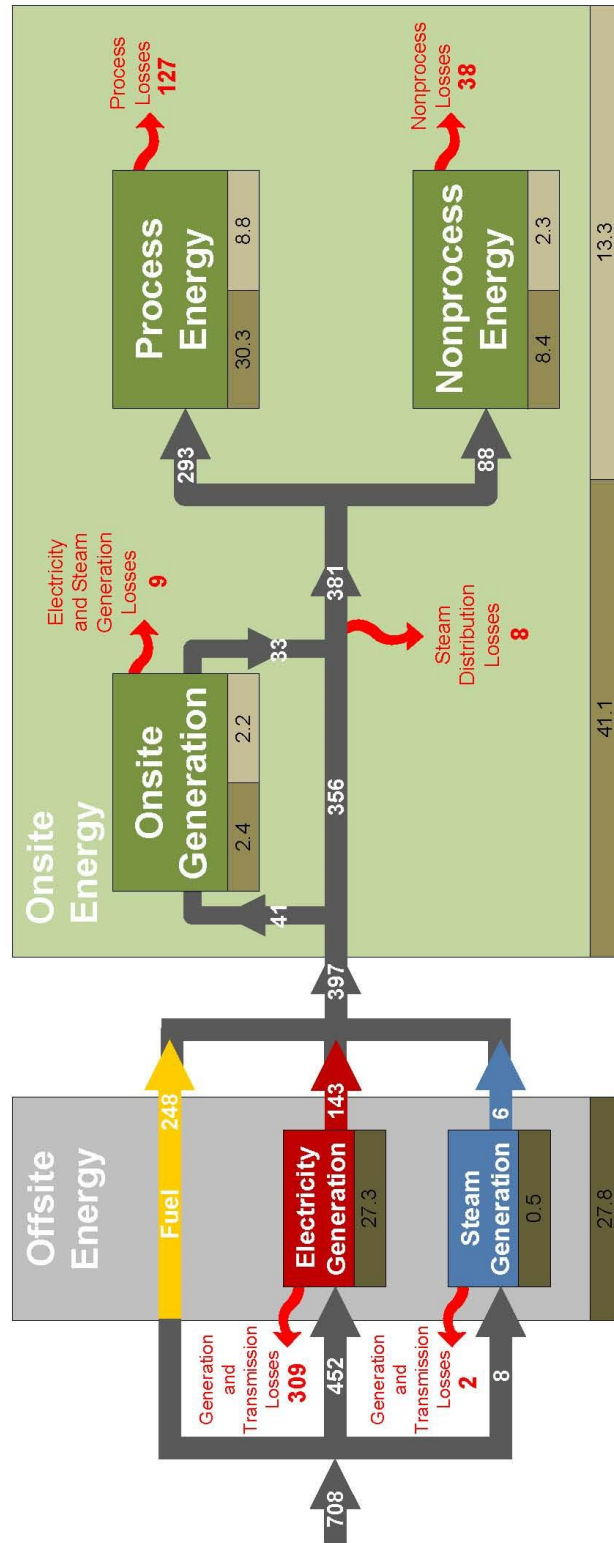 Offsite
Energy
Onsite
Energy
708
Fuel
248
Generation
and
Transmission
Losses
309
452
Electricity
Generation
27.3
143
Generation
and
Transmission
Losses
2
8
Steam
Generation
0.5
6
27.8
397
41
Onsite
Generation
2.4
2.2
Electricity
and Steam
Generation
Losses
9
33
356
Steam
Distribution
Losses
8
381
293
Process
Energy
30.3
8.8
Process
Losses
127
88
Nonprocess
Energy
8.4
2.3
Nonprocess
Losses
38
41.1
13.3